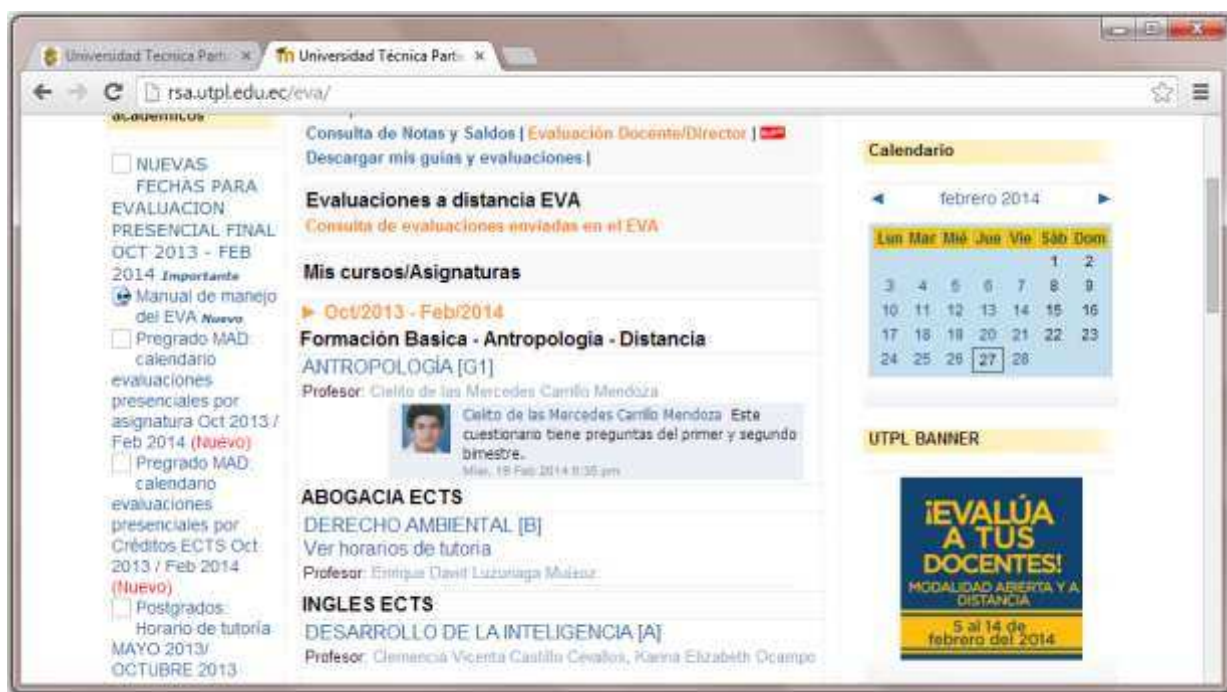 Universidad Tecnica Part
Universidad Técnica Part
rsa.utpl.edu.ec/eva/
academicos
NUEVAS
FECHAS PARA
EVALUACION
PRESENCIAL FINAL
OCT 2013 - FEB
2014 Importante
Manual de manejo
del EVA Nuevo
Pregrado MAD:
calendario
evaluaciones
presenciales por
asignatura Oct 2013 /
Feb 2014 (Nuevo)
Pregrado MAD:
calendario
evaluaciones
presenciales por
Créditos ECTS Oct
2013 / Feb 2014
(Nuevo)
Postgrados:
Horario de tutoría
MAYO 2013/
OCTUBRE 2013
Consulta de Notas y Saldos | Evaluación Docente/Director |
Descargar mis guías y evaluaciones |
Evaluaciones a distancia EVA
Consulta de evaluaciones enviadas en el EVA
Mis cursos/Asignaturas
Oct/2013 - Feb/2014
Formación Basica - Antropologia - Distancia
ANTROPOLOGÍA [G1]
Profesor: Cielito de las Mercedes Carrillo Mendoza
Cielito de las Mercedes Carrillo Mendoza Este
cuestionario tiene preguntas del primer y segundo
bimestre.
Feb 2014
ABOGACIA ECTS
DERECHO AMBIENTAL [B]
Ver horarios de tutoria
Profesor: Enrique David Luzuriaga Muñoz
INGLES ECTS
DESARROLLO DE LA INTELIGENCIA [A]
Profesor: Clemencia Vicenta Castillo Cevallos, Karina Elizabeth Ocampo
Calendario
febrero 2014
Lun Mar Mié Jue Vie Sáb Dom
1 2
3 4 5 6 7 8 9
10 11 12 13 14 15 16
17 18 19 20 21 22 23
24 25 26 27 28
UTPL BANNER
¡EVALÚA
A TUS
DOCENTES!
MODALIDAD ABIERTA Y A
DISTANCIA
5 al 14 de
febrero del 2014